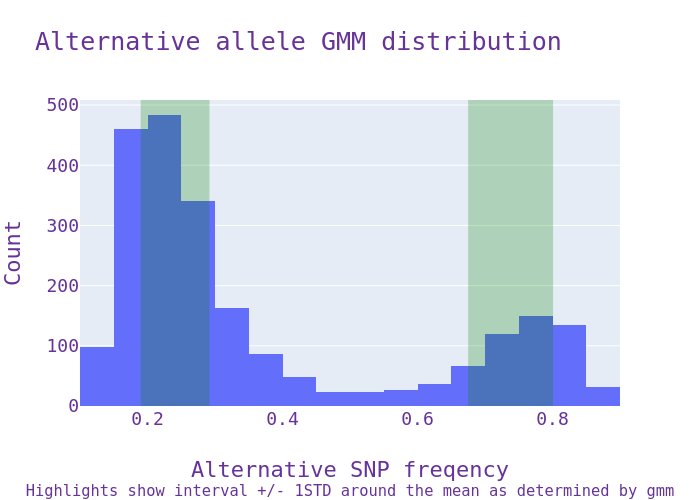 Alternative allele GMM distribution
500
400
300
200
100
0
Count
0.2 0.4 0.6 0.8
Alternative SNP freqency
Highlights show interval +/- 1STD around the mean as determined by gmm